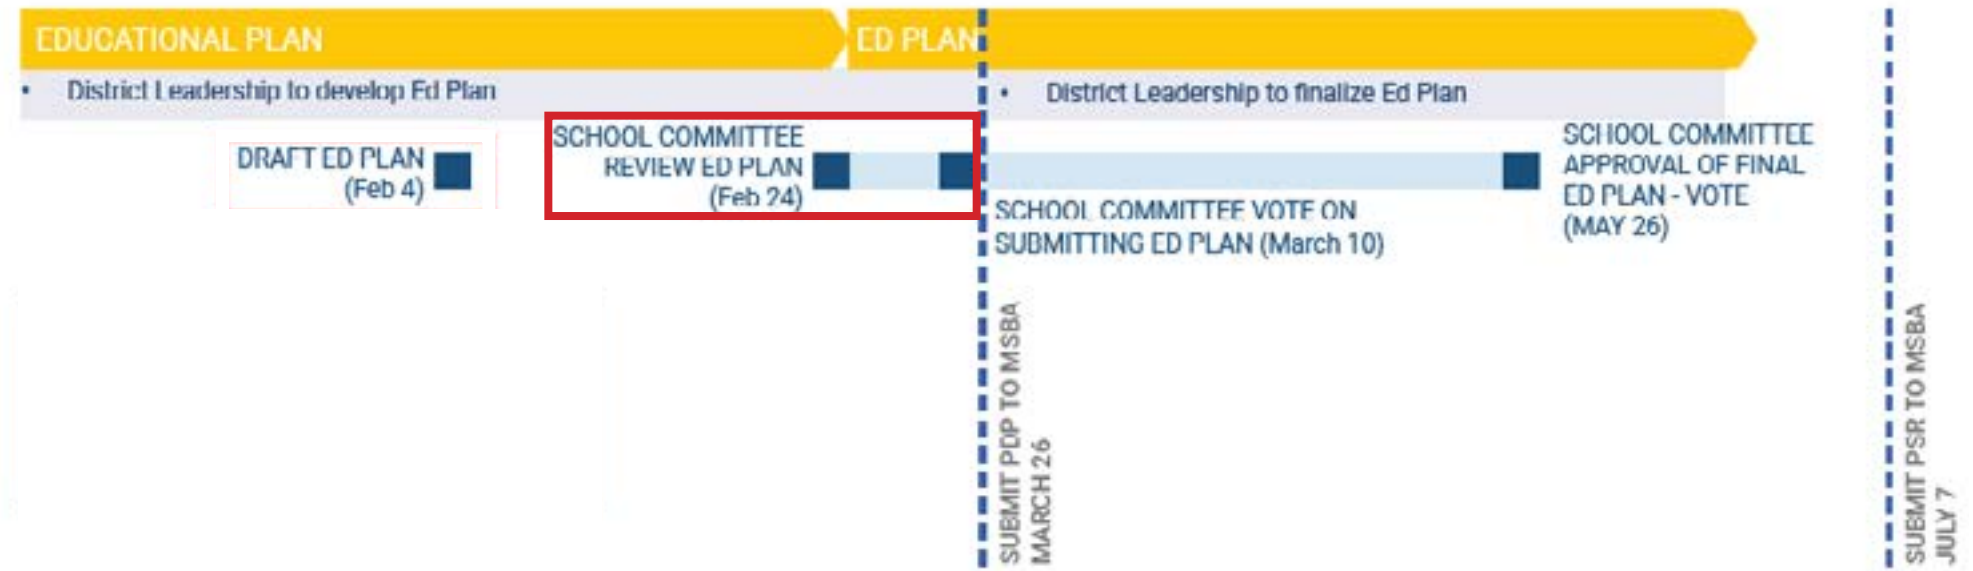 EDUCATIONAL PLAN
ED PLAN
• District Leadership to develop Ed Plan
• District Leadership to finalize Ed Plan
DRAFT ED PLAN
(Feb 4)
SCHOOL COMMITTEE
REVIEW ED PLAN
(Feb 24)
SCHOOL COMMITTEE VOTE ON
SUBMITTING ED PLAN (March 10)
SCHOOL COMMITTEE
APPROVAL OF FINAL
ED PLAN - VOTE
(MAY 26)
SUBMIT PDP TO MSBA
MARCH 26
SUBMIT PSR TO MSBA
JULY 7